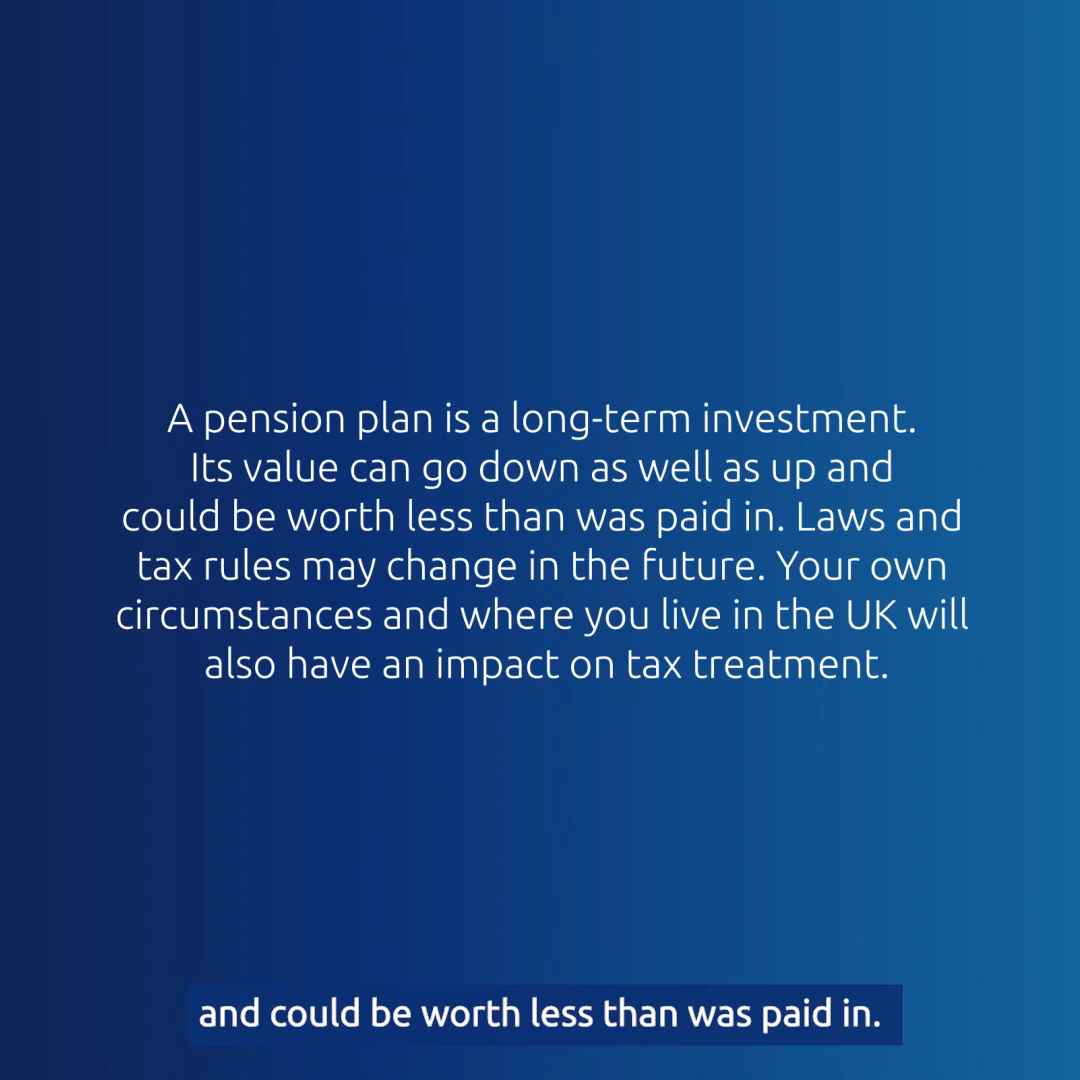 A pension plan is a long-term investment.
Its value can go down as well as up and
could be worth less than was paid in. Laws and
tax rules may change in the future. Your own
circumstances and where you live in the UK will
also have an impact on tax treatment.
and could be worth less than was paid in.